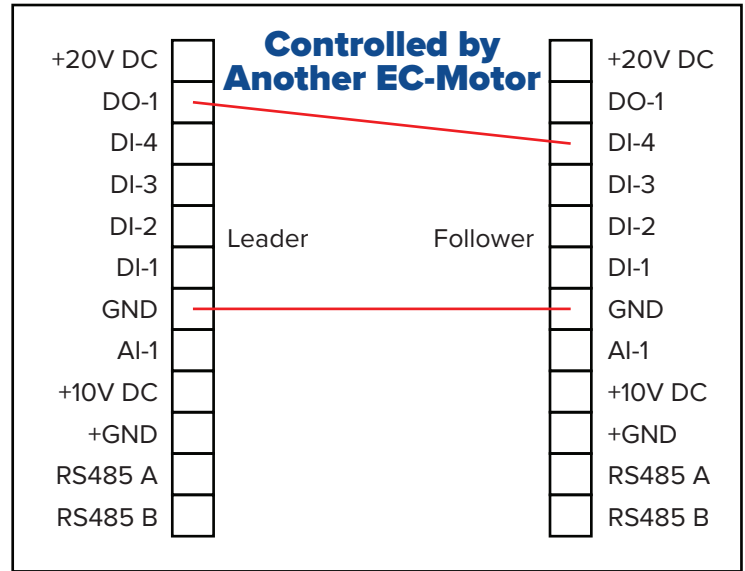 Controlled by
Another EC-Motor
+20V DC
DO-1
DI-4
DI-3
DI-2
DI-1
GND
AI-1
+10V DC
+GND
RS485 A
RS485 B
Leader
Follower
+20V DC
DO-1
DI-4
DI-3
DI-2
DI-1
GND
AI-1
+10V DC
+GND
RS485 A
RS485 B